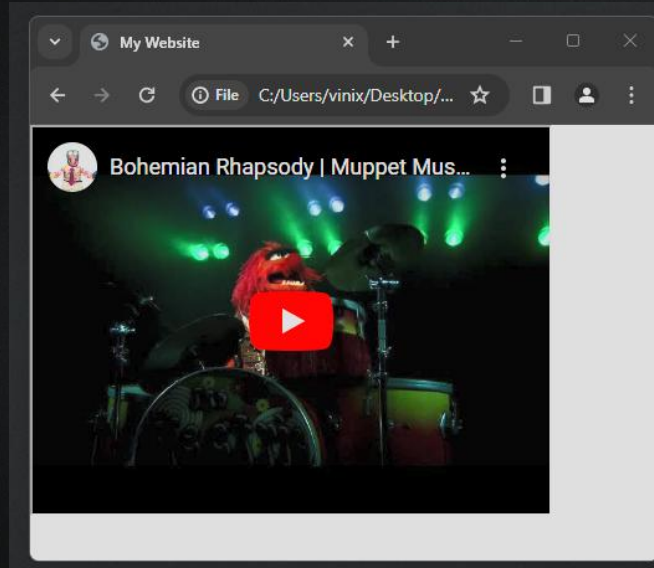 My Website
File C:/Users/vinix/Desktop/...
Bohemian Rhapsody | Muppet Mus...